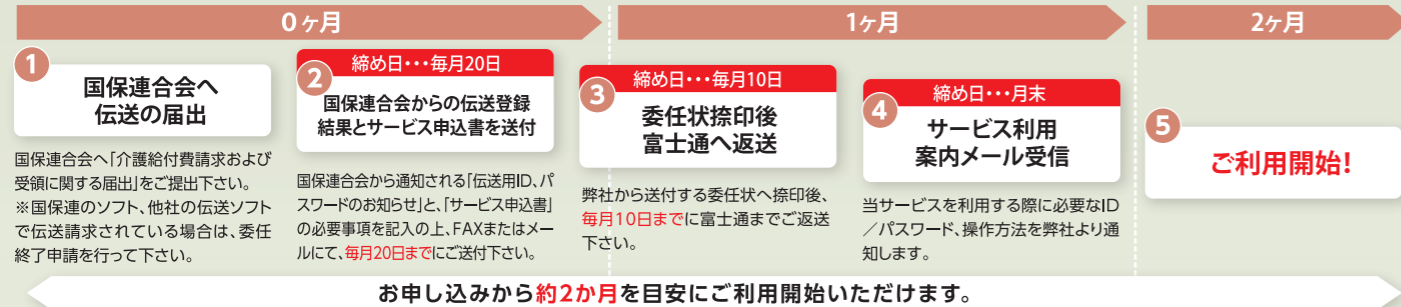 0ヶ月
1ヶ月
2ヶ月
1
国保連合会へ
伝送の届出
国保連合会へ「介護給付費請求および
受領に関する届出」をご提出下さい。
※国保連のソフト、他社の伝送ソフト
で伝送請求されている場合は、委任
終了申請を行って下さい。
2
締め日・・・毎月20日
国保連合会からの伝送登録
結果とサービス申込書を送付
国保連合会から通知される「伝送用ID、パ
スワードのお知らせ」と、「サービス申込書」
の必要事項を記入の上、FAXまたはメー
ルにて、毎月20日までにご送付下さい。
3
締め日・・・毎月10日
委任状捺印後
富士通へ返送
弊社から送付する委任状へ捺印後、
毎月10日までに富士通までご返送
下さい。
4
締め日・・・月末
サービス利用
案内メール受信
当サービスを利用する際に必要なID
／パスワード、操作方法を弊社より通
知します。
5
ご利用開始!
お申し込みから約2か月を目安にご利用開始いただけます。